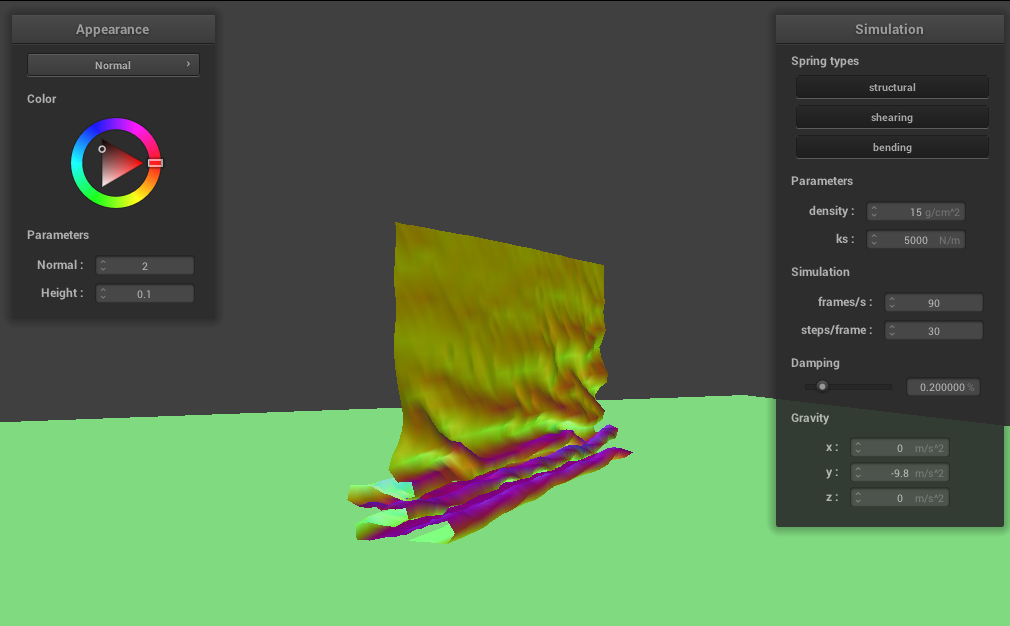 Appearance
Normal
Color
Parameters
Normal : 2
Height : 0.1
Simulation
Spring types
structural
shearing
bending
Parameters
density : 15 g/cm^2
ks : 5000 N/m
Simulation
frames/s : 90
steps/frame : 30
Damping
0.200000 %
Gravity
x : 0 m/s^2
y : -9.8 m/s^2
z : 0 m/s^2